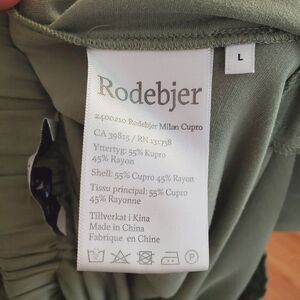 L
Rodebjer
2400210 Rodebjer Milan Cupro
CA 39815 / RN 131738
Yttertyg: 55% Kupro
45% Rayon
Shell: 55% Cupro 45% Rayon
Tissu principal: 55% Cupro
45% Rayonne
Tillverkat i Kina
Made in China
Fabrique en Chine